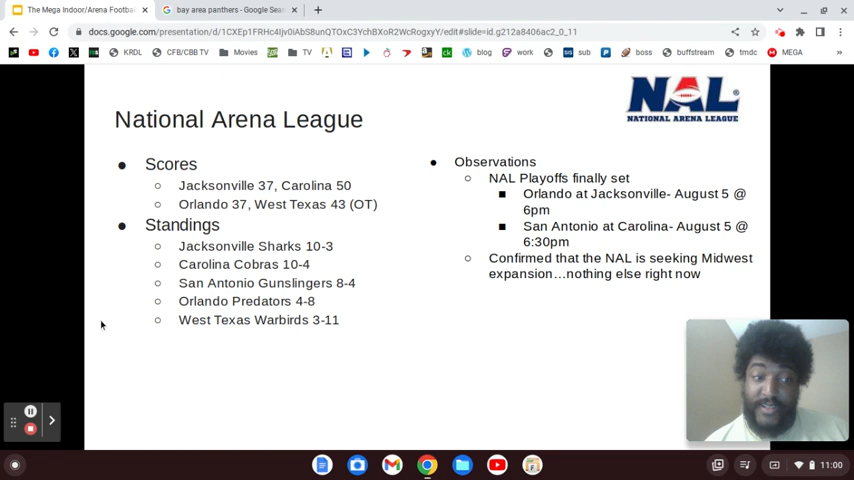 The Mega Indoor/Arena Footba
bay area panthers - Google Sear
docs.google.com/presentation/d/1CXEp1FRHc4Ijv0iAbS8unQTOxC3YchBXoR2WcRogxyY/edit#slide=id.g212a8406ac2_0_11
KRDL
CFB/CBB TV
Movies
TV
blog
work
sub
boss
buffstream
tmdc
MEGA
National Arena League
NAL
NATIONAL ARENA LEAGUE
Scores
Jacksonville 37, Carolina 50
Orlando 37, West Texas 43 (OT)
Standings
Jacksonville Sharks 10-3
Carolina Cobras 10-4
San Antonio Gunslingers 8-4
Orlando Predators 4-8
West Texas Warbirds 3-11
Observations
NAL Playoffs finally set
Orlando at Jacksonville- August 5 @
6pm
San Antonio at Carolina- August 5 @
6:30pm
Confirmed that the NAL is seeking Midwest
expansion…nothing else right now
11:00